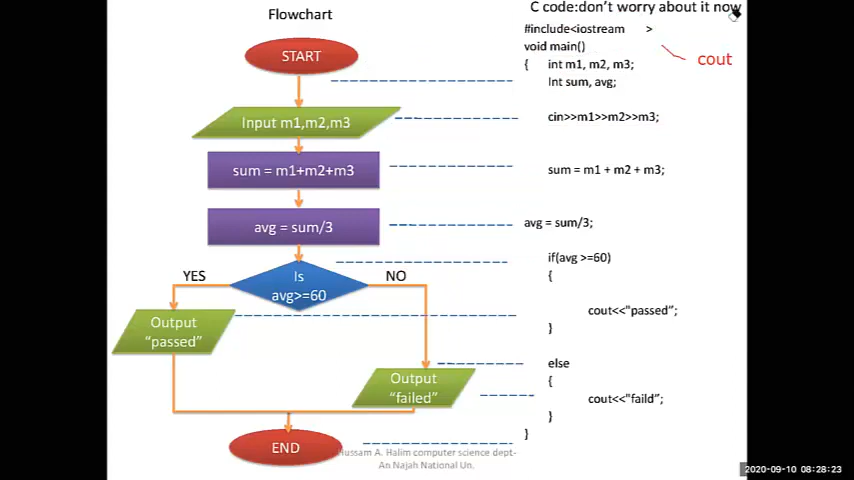 Flowchart
C code:don't worry about it now
START
Input m1,m2,m3
sum = m1+m2+m3
avg = sum/3
Is
avg>=60
YES
NO
Output
"passed"
Output
"failed"
END
#include<iostream >
void main()
{ int m1, m2, m3;
Int sum, avg;
cin>>m1>>m2>>m3;
sum = m1 + m2 + m3;
avg = sum/3;
if(avg >=60)
{
cout<<"passed";
}
else
{
cout<<"faild";
}
}
cout
Hussam A. Halim computer science dept-
An Najah National Un.
2020-09-10 08:28:23